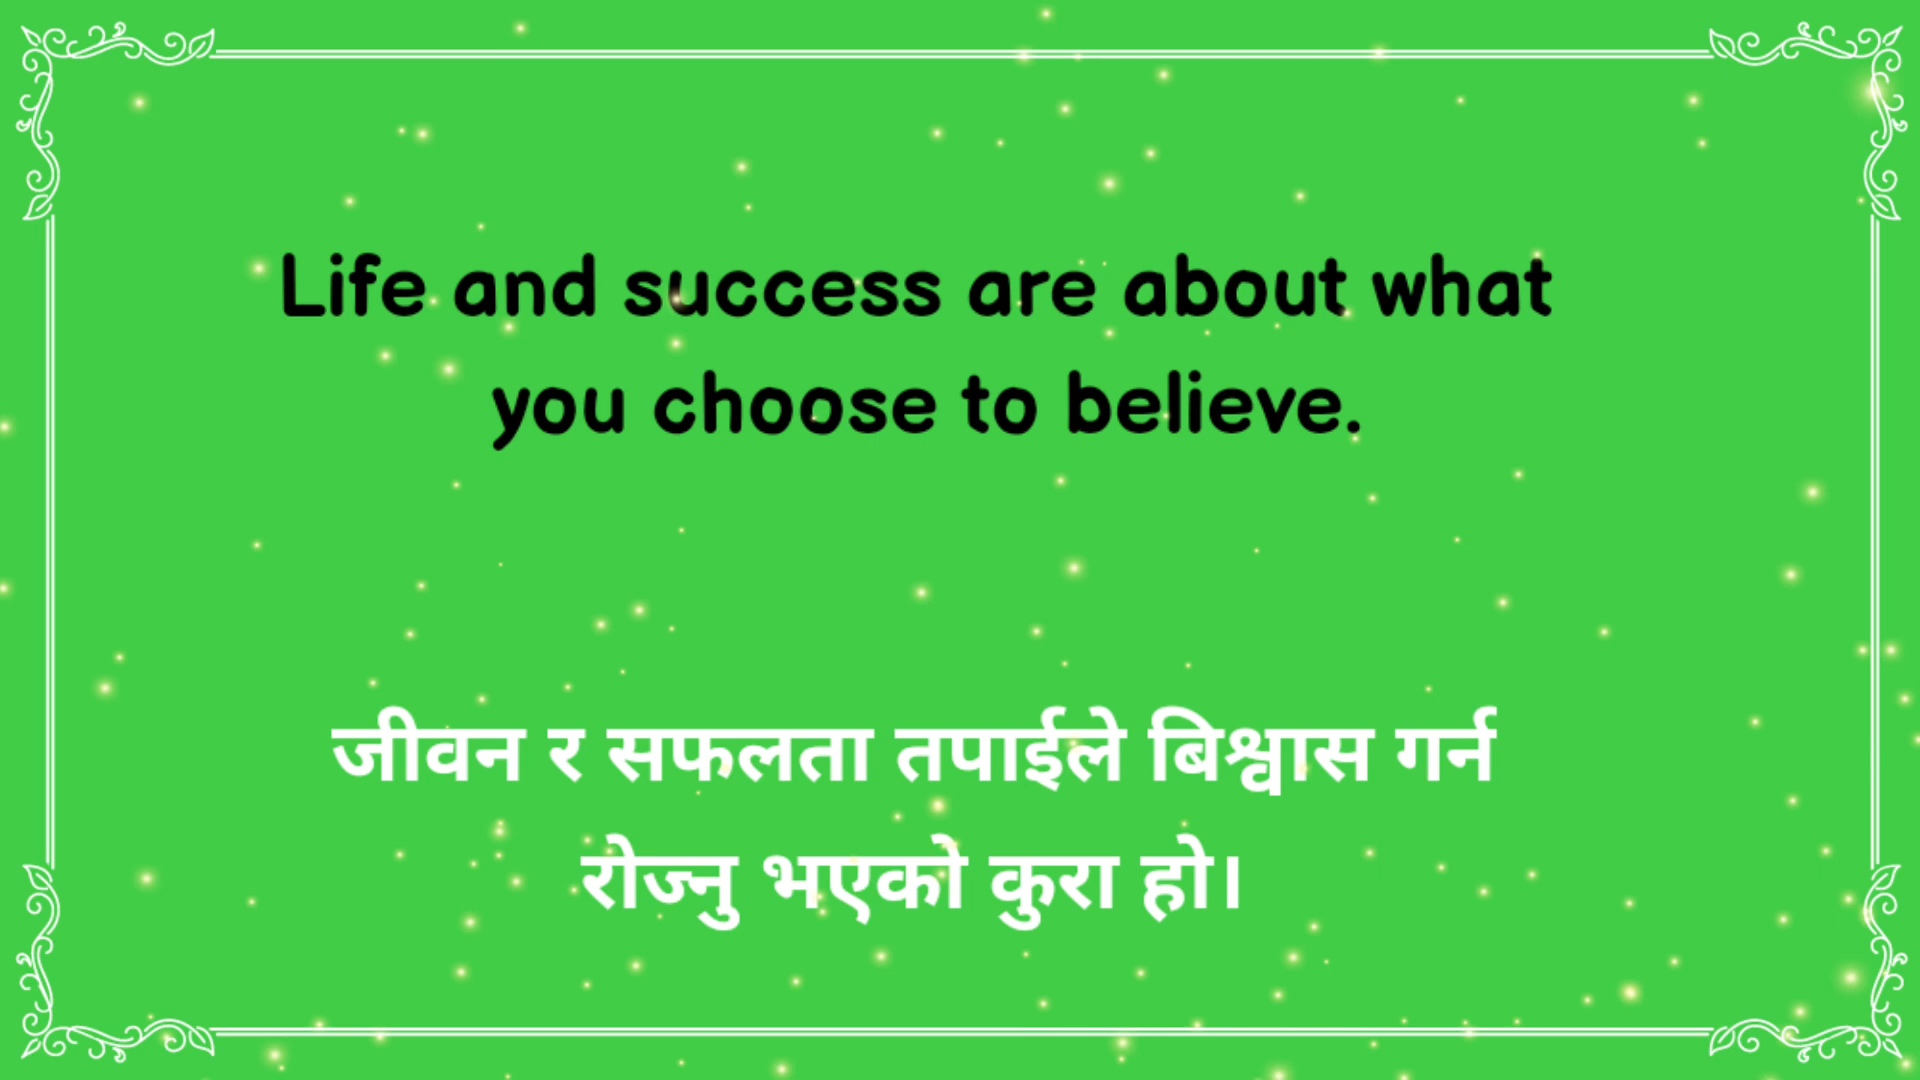 Life and success are about what
you choose to believe.
जीवन र सफलता तपाईले बिश्वास गर्न
रोज्नु भएको कुरा हो।